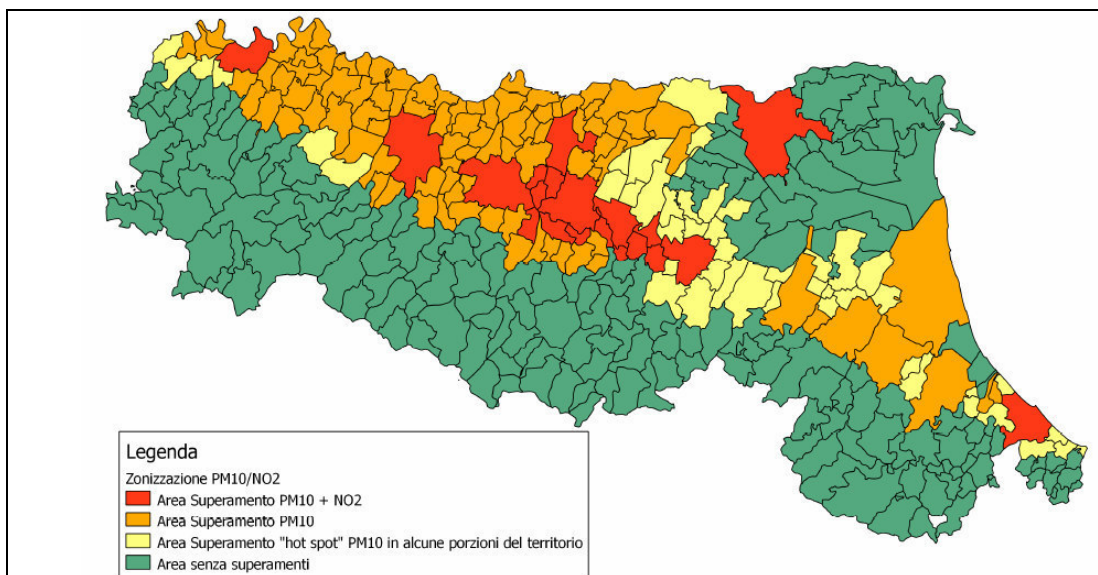 Legenda
Zonizzazione PM10/NO2
Area Superamento PM10 + NO2
Area Superamento PM10
Area Superamento "hot spot" PM10 in alcune porzioni del territorio
Area senza superamenti